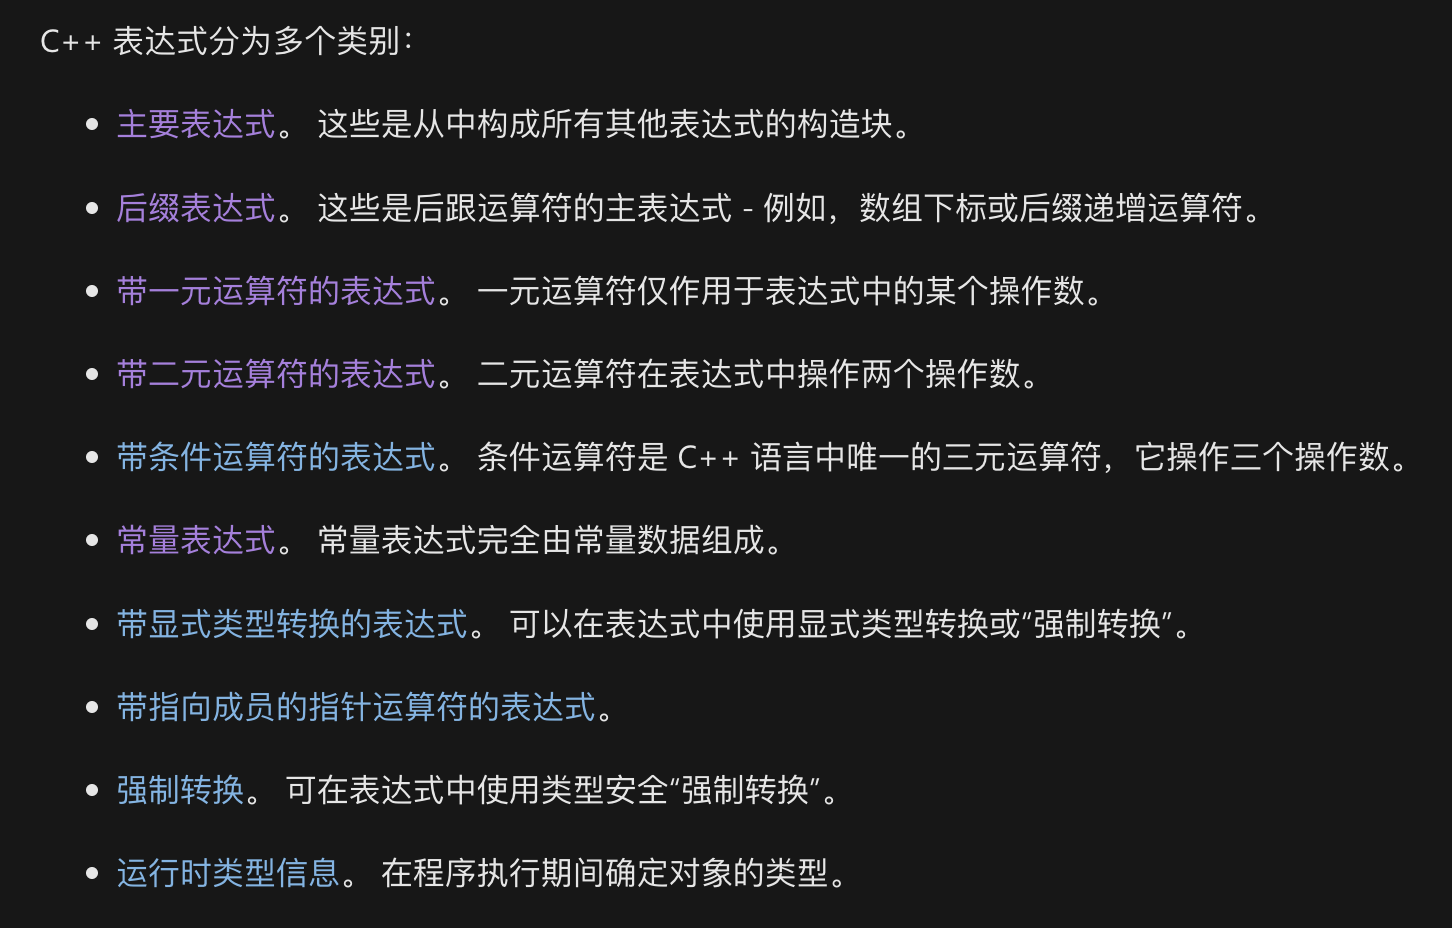 C++ 表达式分为多个类别：
• 主要表达式。 这些是从中构成所有其他表达式的构造块。
• 后缀表达式。 这些是后跟运算符的主表达式 - 例如，数组下标或后缀递增运算符。
• 带一元运算符的表达式。 一元运算符仅作用于表达式中的某个操作数。
• 带二元运算符的表达式。 二元运算符在表达式中操作两个操作数。
• 带条件运算符的表达式。 条件运算符是 C++ 语言中唯一的三元运算符，它操作三个操作数。
• 常量表达式。 常量表达式完全由常量数据组成。
• 带显式类型转换的表达式。 可以在表达式中使用显式类型转换或“强制转换”。
• 带指向成员的指针运算符的表达式。
• 强制转换。 可在表达式中使用类型安全“强制转换”。
• 运行时类型信息。 在程序执行期间确定对象的类型。